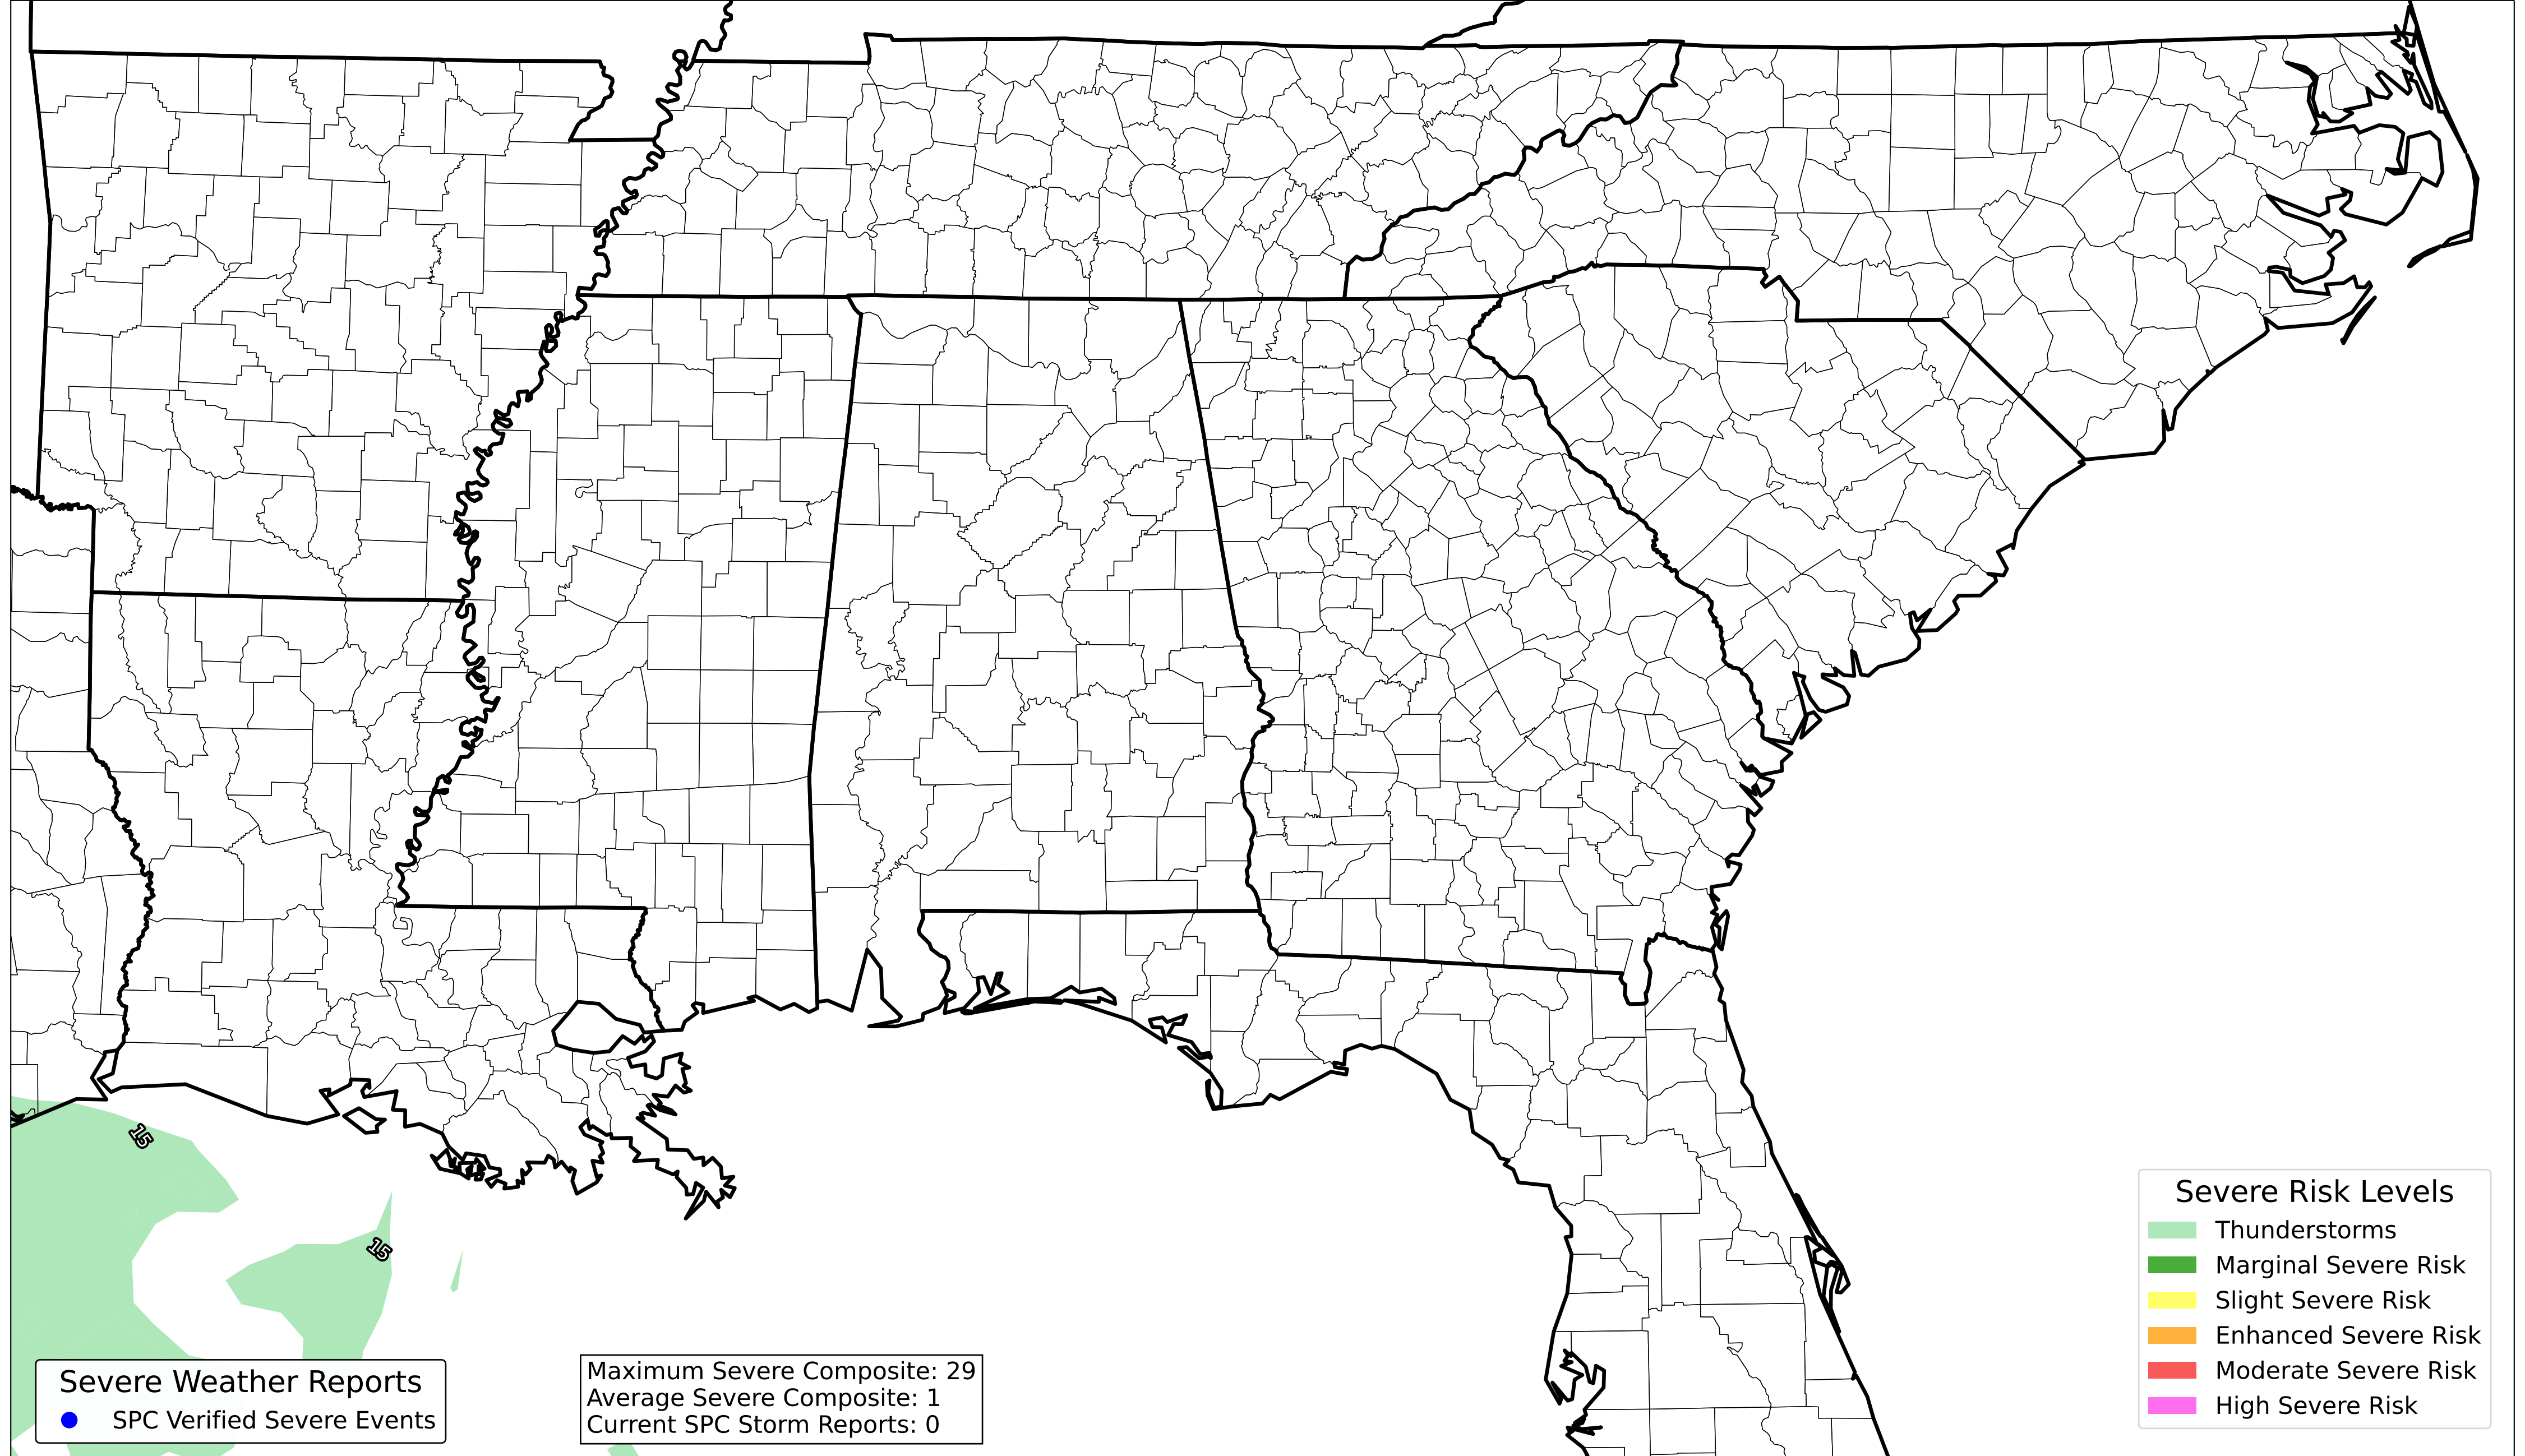 15
15
Severe Weather Reports
SPC Verified Severe Events
Maximum Severe Composite: 29
Average Severe Composite: 1
Current SPC Storm Reports: 0
Severe Risk Levels
Thunderstorms
Marginal Severe Risk
Slight Severe Risk
Enhanced Severe Risk
Moderate Severe Risk
High Severe Risk